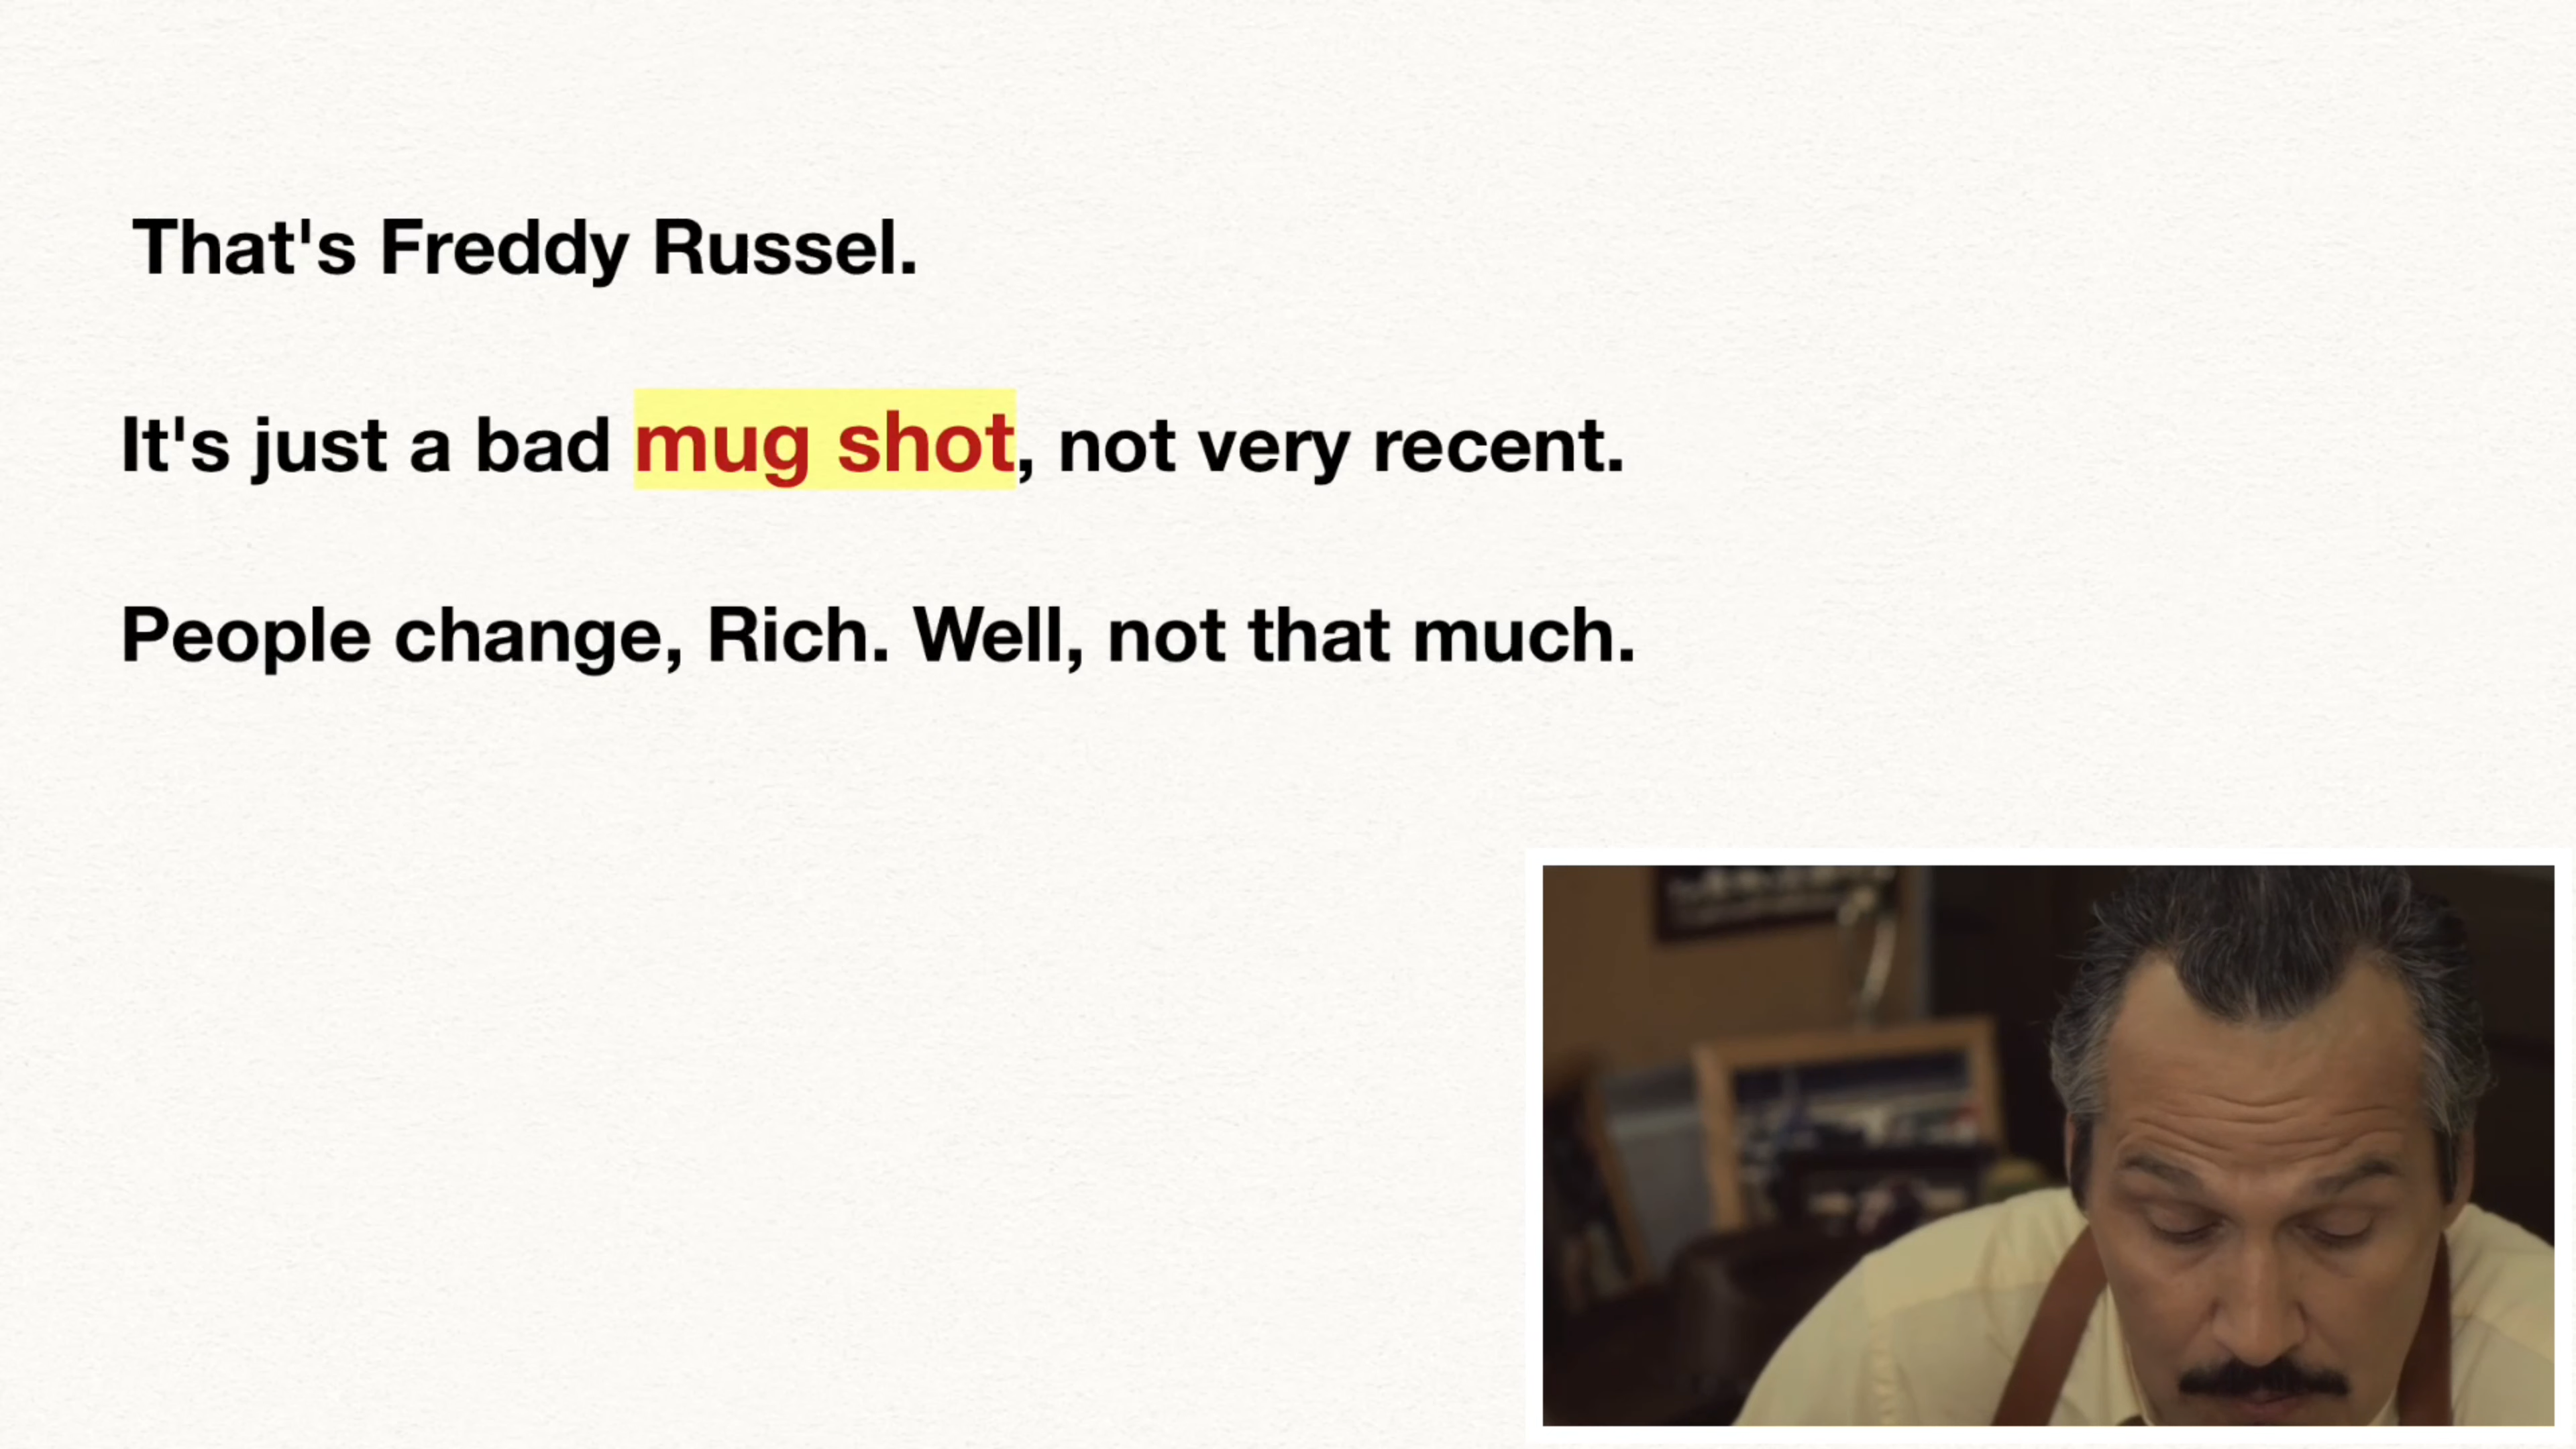 That's Freddy Russel.
It's just a bad mug shot, not very recent.
People change, Rich. Well, not that much.